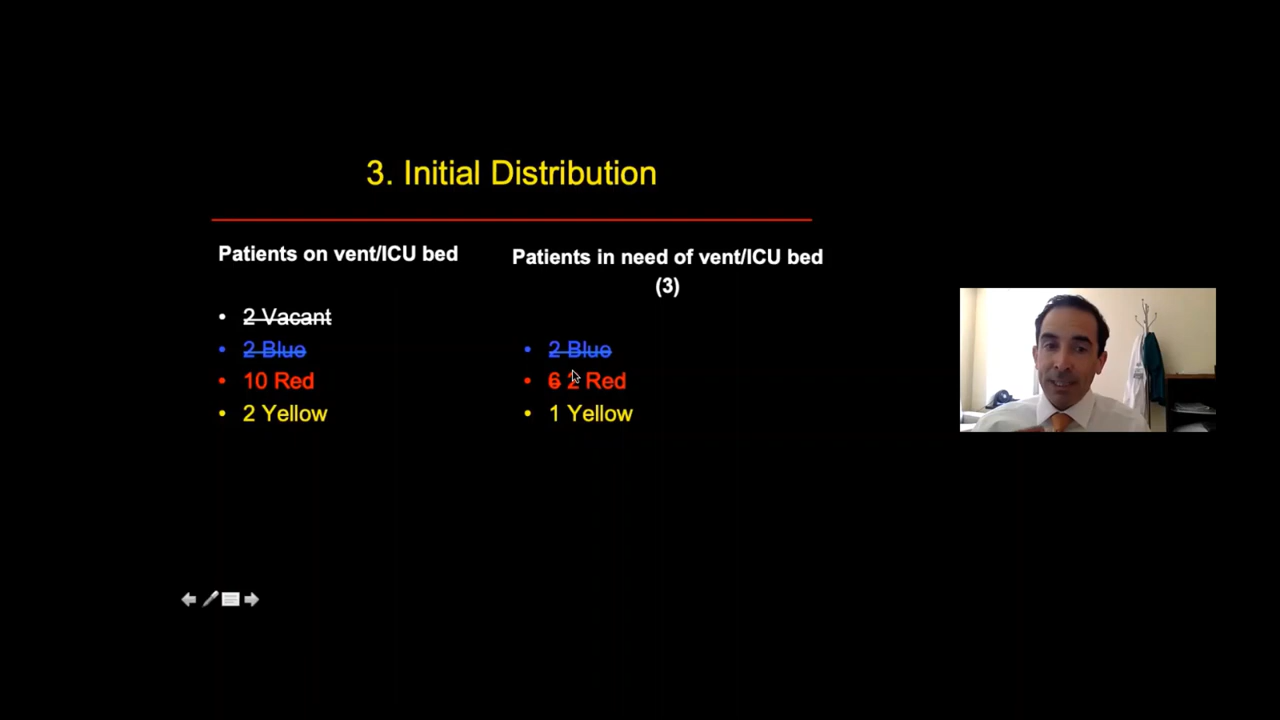 3. Initial Distribution
Patients on vent/ICU bed
• 2 Vacant
• 2 Blue
• 10 Red
• 2 Yellow
Patients in need of vent/ICU bed
(3)
• 2 Blue
• 6 2 Red
• 1 Yellow